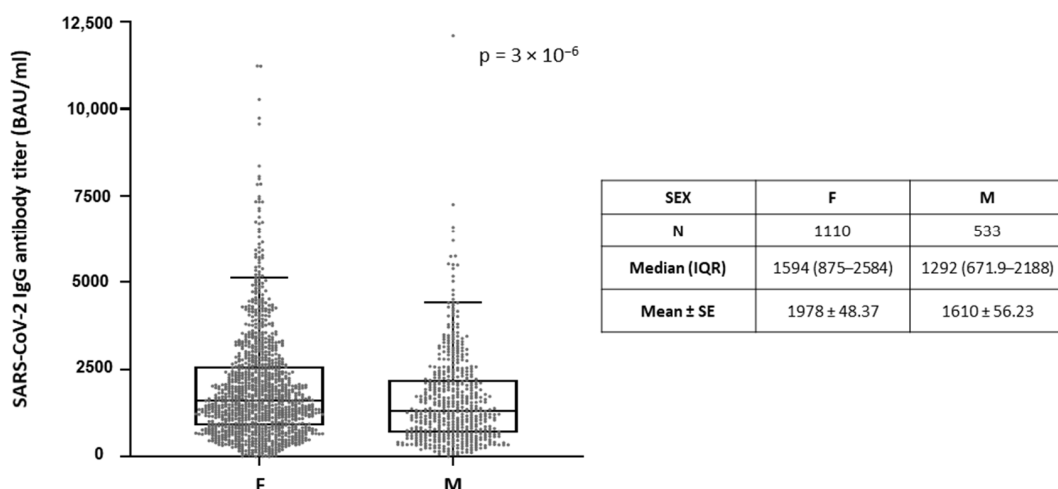 SARS-CoV-2 IgG antibody titer (BAU/ml)
12,500
10,000
7500
5000
2500
0
p = 3 × 10⁻⁶
F
M
SEX F M
N 1110 533
Median (IQR) 1594 (875–2584) 1292 (671.9–2188)
Mean ± SE 1978 ± 48.37 1610 ± 56.23